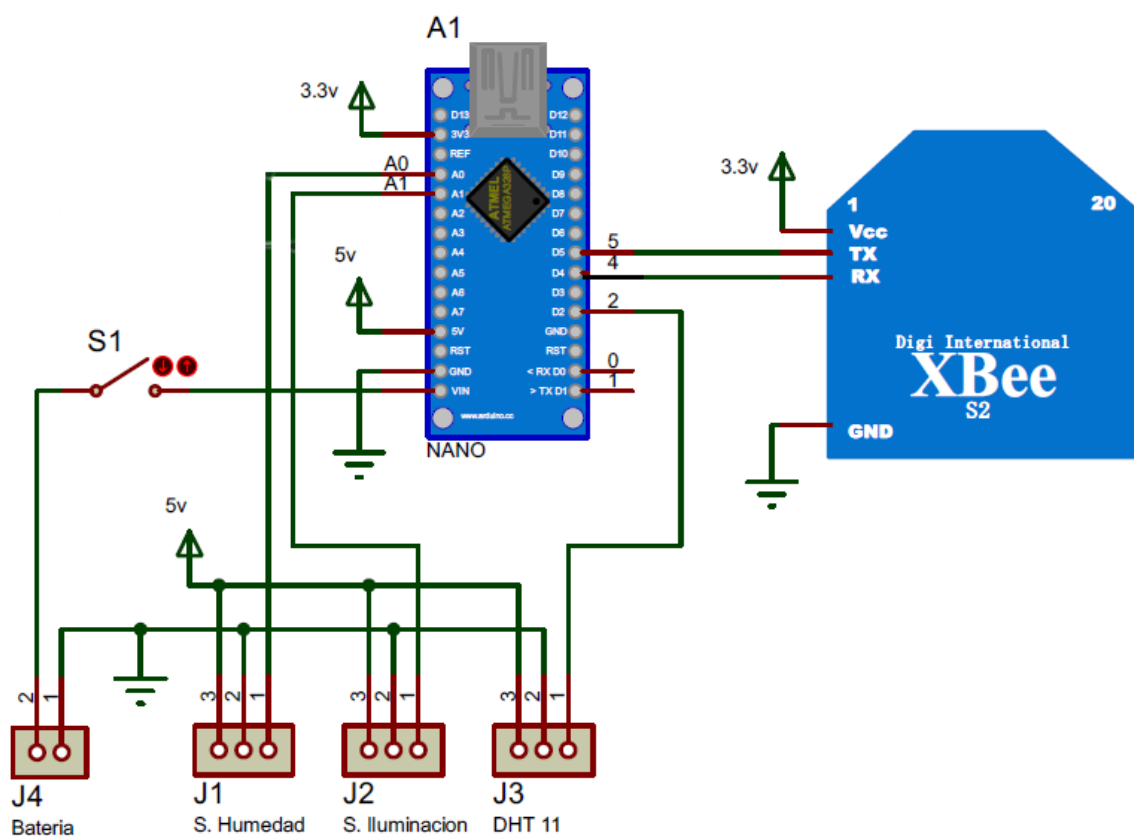 A1
3.3v
D13
3V3
REF
A0
A1
A2
A3
A4
A5
A6
A7
5V
RST
GND
VIN
D12
D11
D10
D9
D8
D7
D6
D5
D4
D3
D2
GND
RST
< RX D0
> TX D1
ATMEL
ATMEGA328P
www.arduino.cc
NANO
A0
A1
5v
5
4
2
0
1
3.3v
1
20
Vcc
TX
RX
Digi International
XBee
S2
GND
S1
5v
2
1
3
2
1
3
2
1
3
2
1
J4
Bateria
J1
S. Humedad
J2
S. Iluminacion
J3
DHT 11